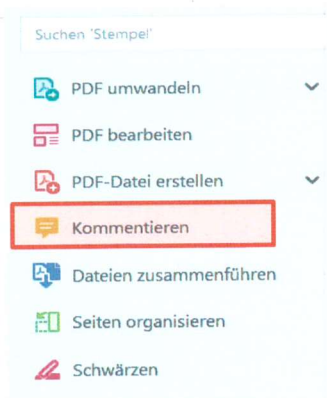 Suchen 'Stempel'
PDF umwandeln
PDF bearbeiten
PDF-Datei erstellen
Kommentieren
Dateien zusammenführen
Seiten organisieren
Schwärzen